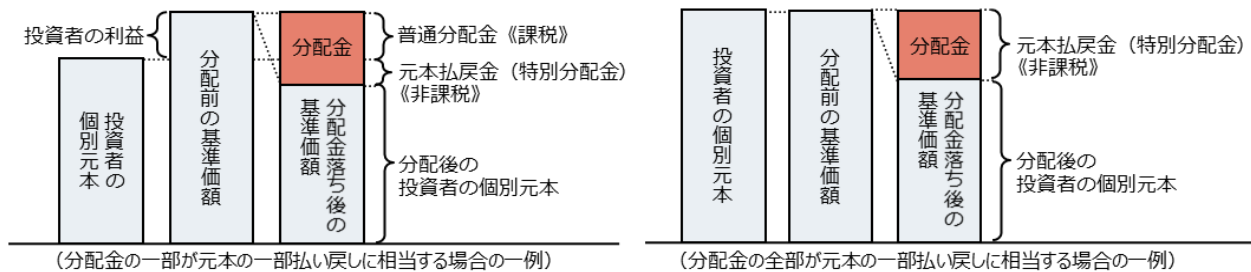 投資者の利益
投資者の
個別元本
分配前の基準価額
分配金
分配金落ち後の
基準価額
普通分配金《課税》
元本払戻金（特別分配金）
《非課税》
分配後の
投資者の個別元本
（分配金の一部が元本の一部払い戻しに相当する場合の一例）
投資者の個別元本
分配前の基準価額
分配金
分配金落ち後の
基準価額
元本払戻金（特別分配金）
《非課税》
分配後の
投資者の個別元本
（分配金の全部が元本の一部払い戻しに相当する場合の一例）